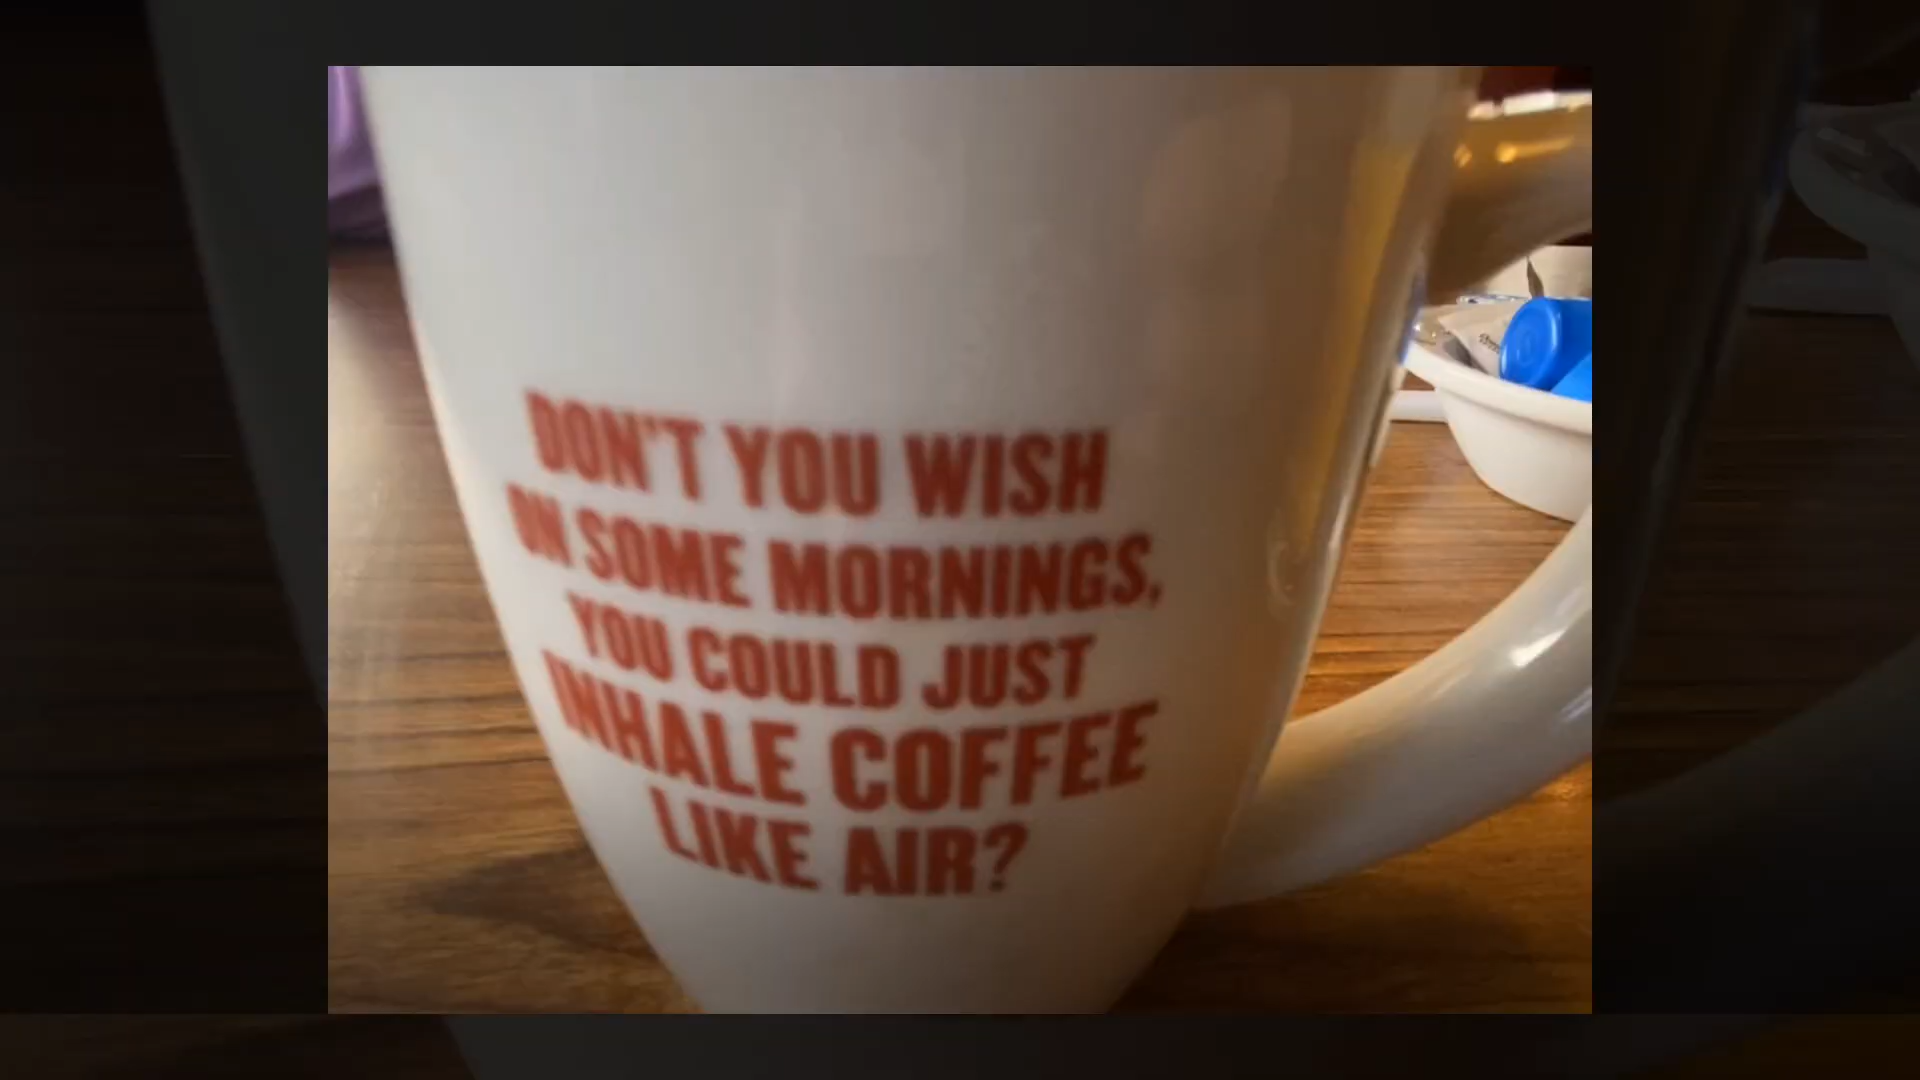 DON'T YOU WISH
ON SOME MORNINGS,
YOU COULD JUST
INHALE COFFEE
LIKE AIR?